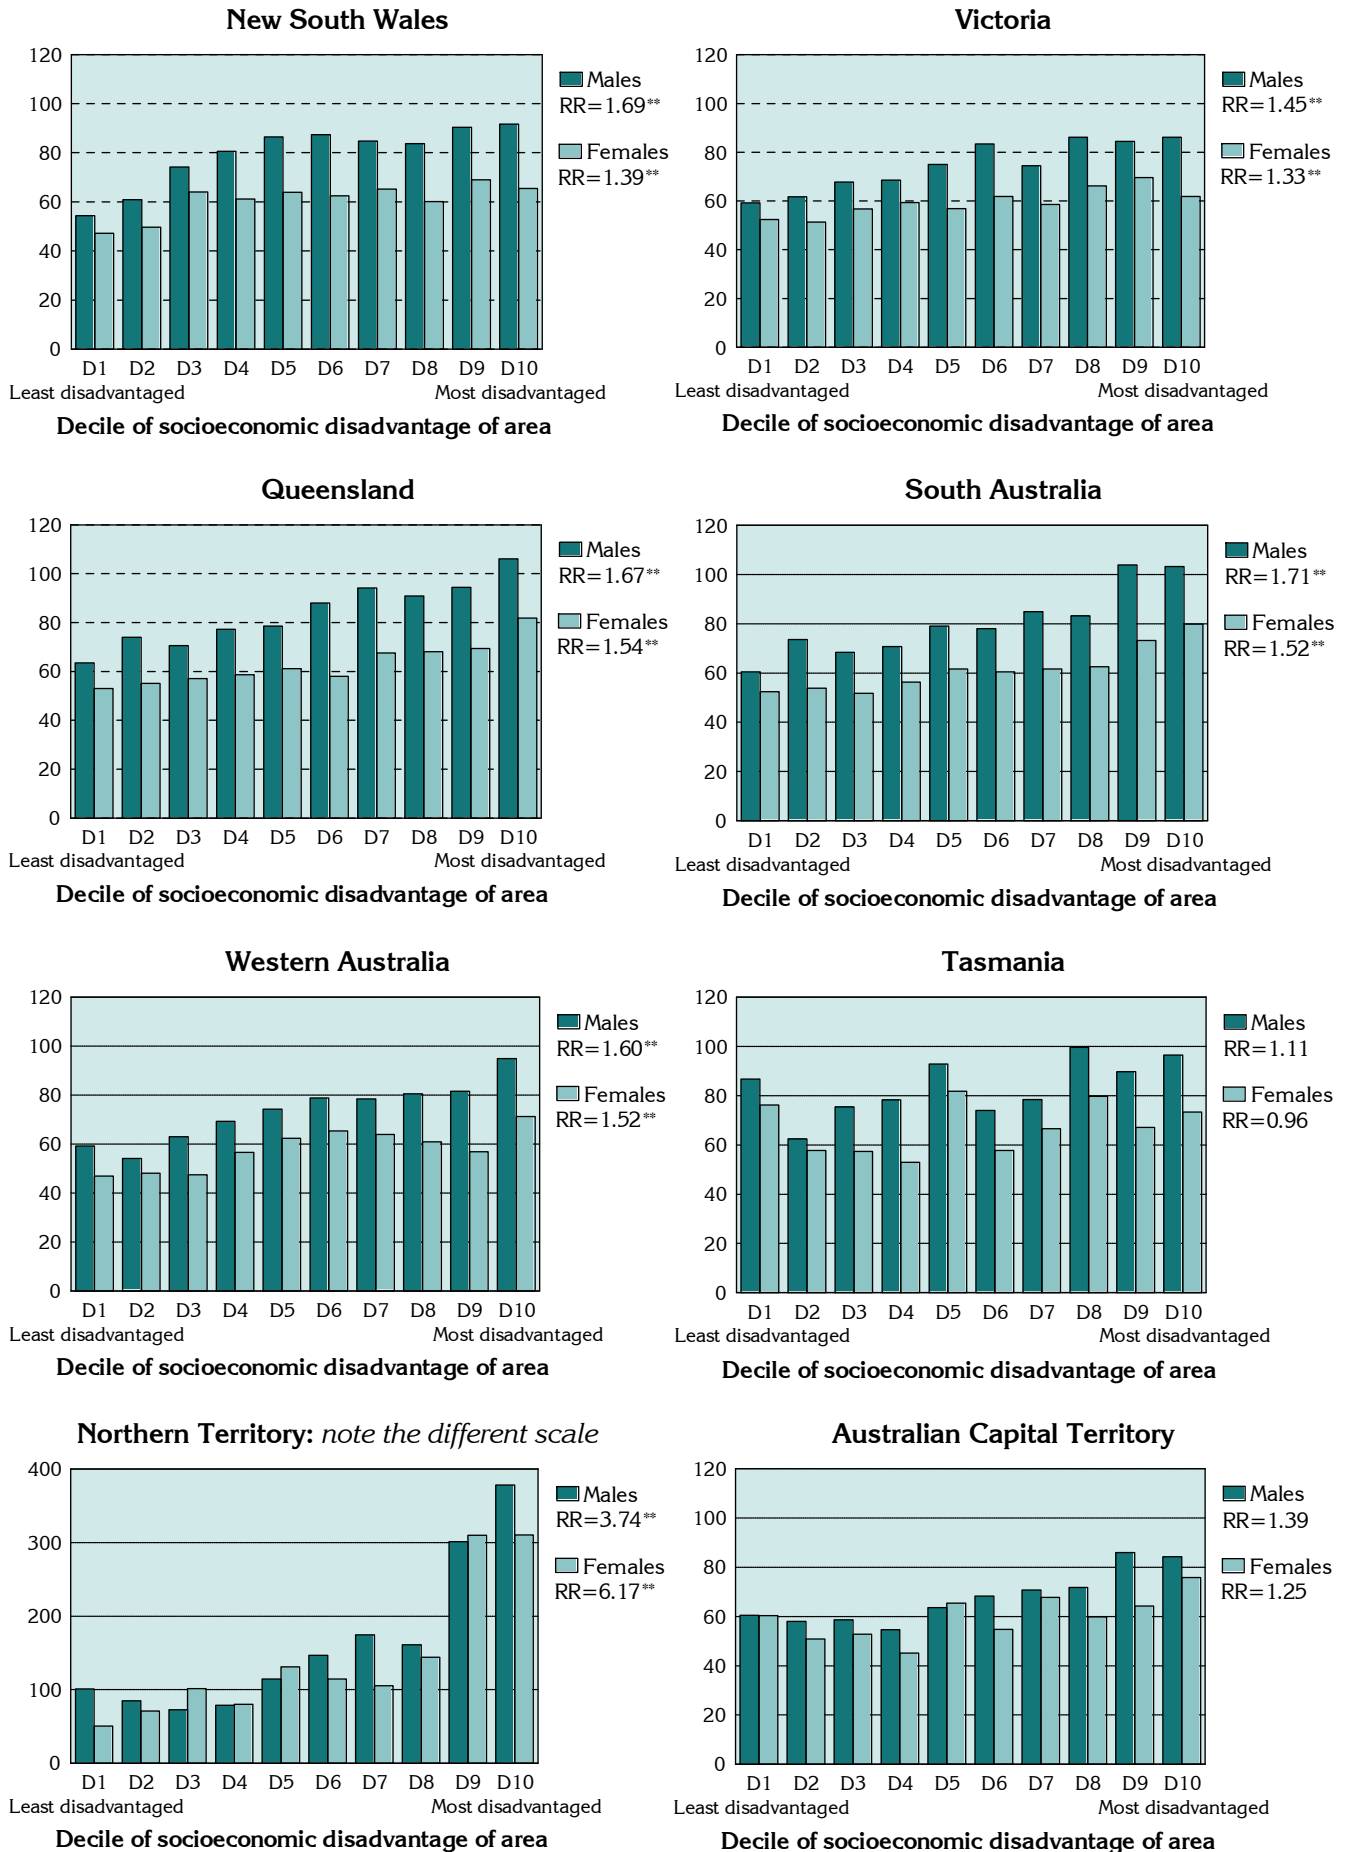 New South Wales
120
100
80
60
40
20
0
Males
RR=1.69**
Females
RR=1.39**
D1 D2 D3 D4 D5 D6 D7 D8 D9 D10
Least disadvantaged Most disadvantaged
Decile of socioeconomic disadvantage of area
Victoria
120
100
80
60
40
20
0
Males
RR=1.45**
Females
RR=1.33**
D1 D2 D3 D4 D5 D6 D7 D8 D9 D10
Least disadvantaged Most disadvantaged
Decile of socioeconomic disadvantage of area
Queensland
120
100
80
60
40
20
0
Males
RR=1.67**
Females
RR=1.54**
D1 D2 D3 D4 D5 D6 D7 D8 D9 D10
Least disadvantaged Most disadvantaged
Decile of socioeconomic disadvantage of area
South Australia
120
100
80
60
40
20
0
Males
RR=1.71**
Females
RR=1.52**
D1 D2 D3 D4 D5 D6 D7 D8 D9 D10
Least disadvantaged Most disadvantaged
Decile of socioeconomic disadvantage of area
Western Australia
120
100
80
60
40
20
0
Males
RR=1.60**
Females
RR=1.52**
D1 D2 D3 D4 D5 D6 D7 D8 D9 D10
Least disadvantaged Most disadvantaged
Decile of socioeconomic disadvantage of area
Tasmania
120
100
80
60
40
20
0
Males
RR=1.11
Females
RR=0.96
D1 D2 D3 D4 D5 D6 D7 D8 D9 D10
Least disadvantaged Most disadvantaged
Decile of socioeconomic disadvantage of area
Northern Territory: note the different scale
400
300
200
100
0
Males
RR=3.74**
Females
RR=6.17**
D1 D2 D3 D4 D5 D6 D7 D8 D9 D10
Least disadvantaged Most disadvantaged
Decile of socioeconomic disadvantage of area
Australian Capital Territory
120
100
80
60
40
20
0
Males
RR=1.39
Females
RR=1.25
D1 D2 D3 D4 D5 D6 D7 D8 D9 D10
Least disadvantaged Most disadvantaged
Decile of socioeconomic disadvantage of area